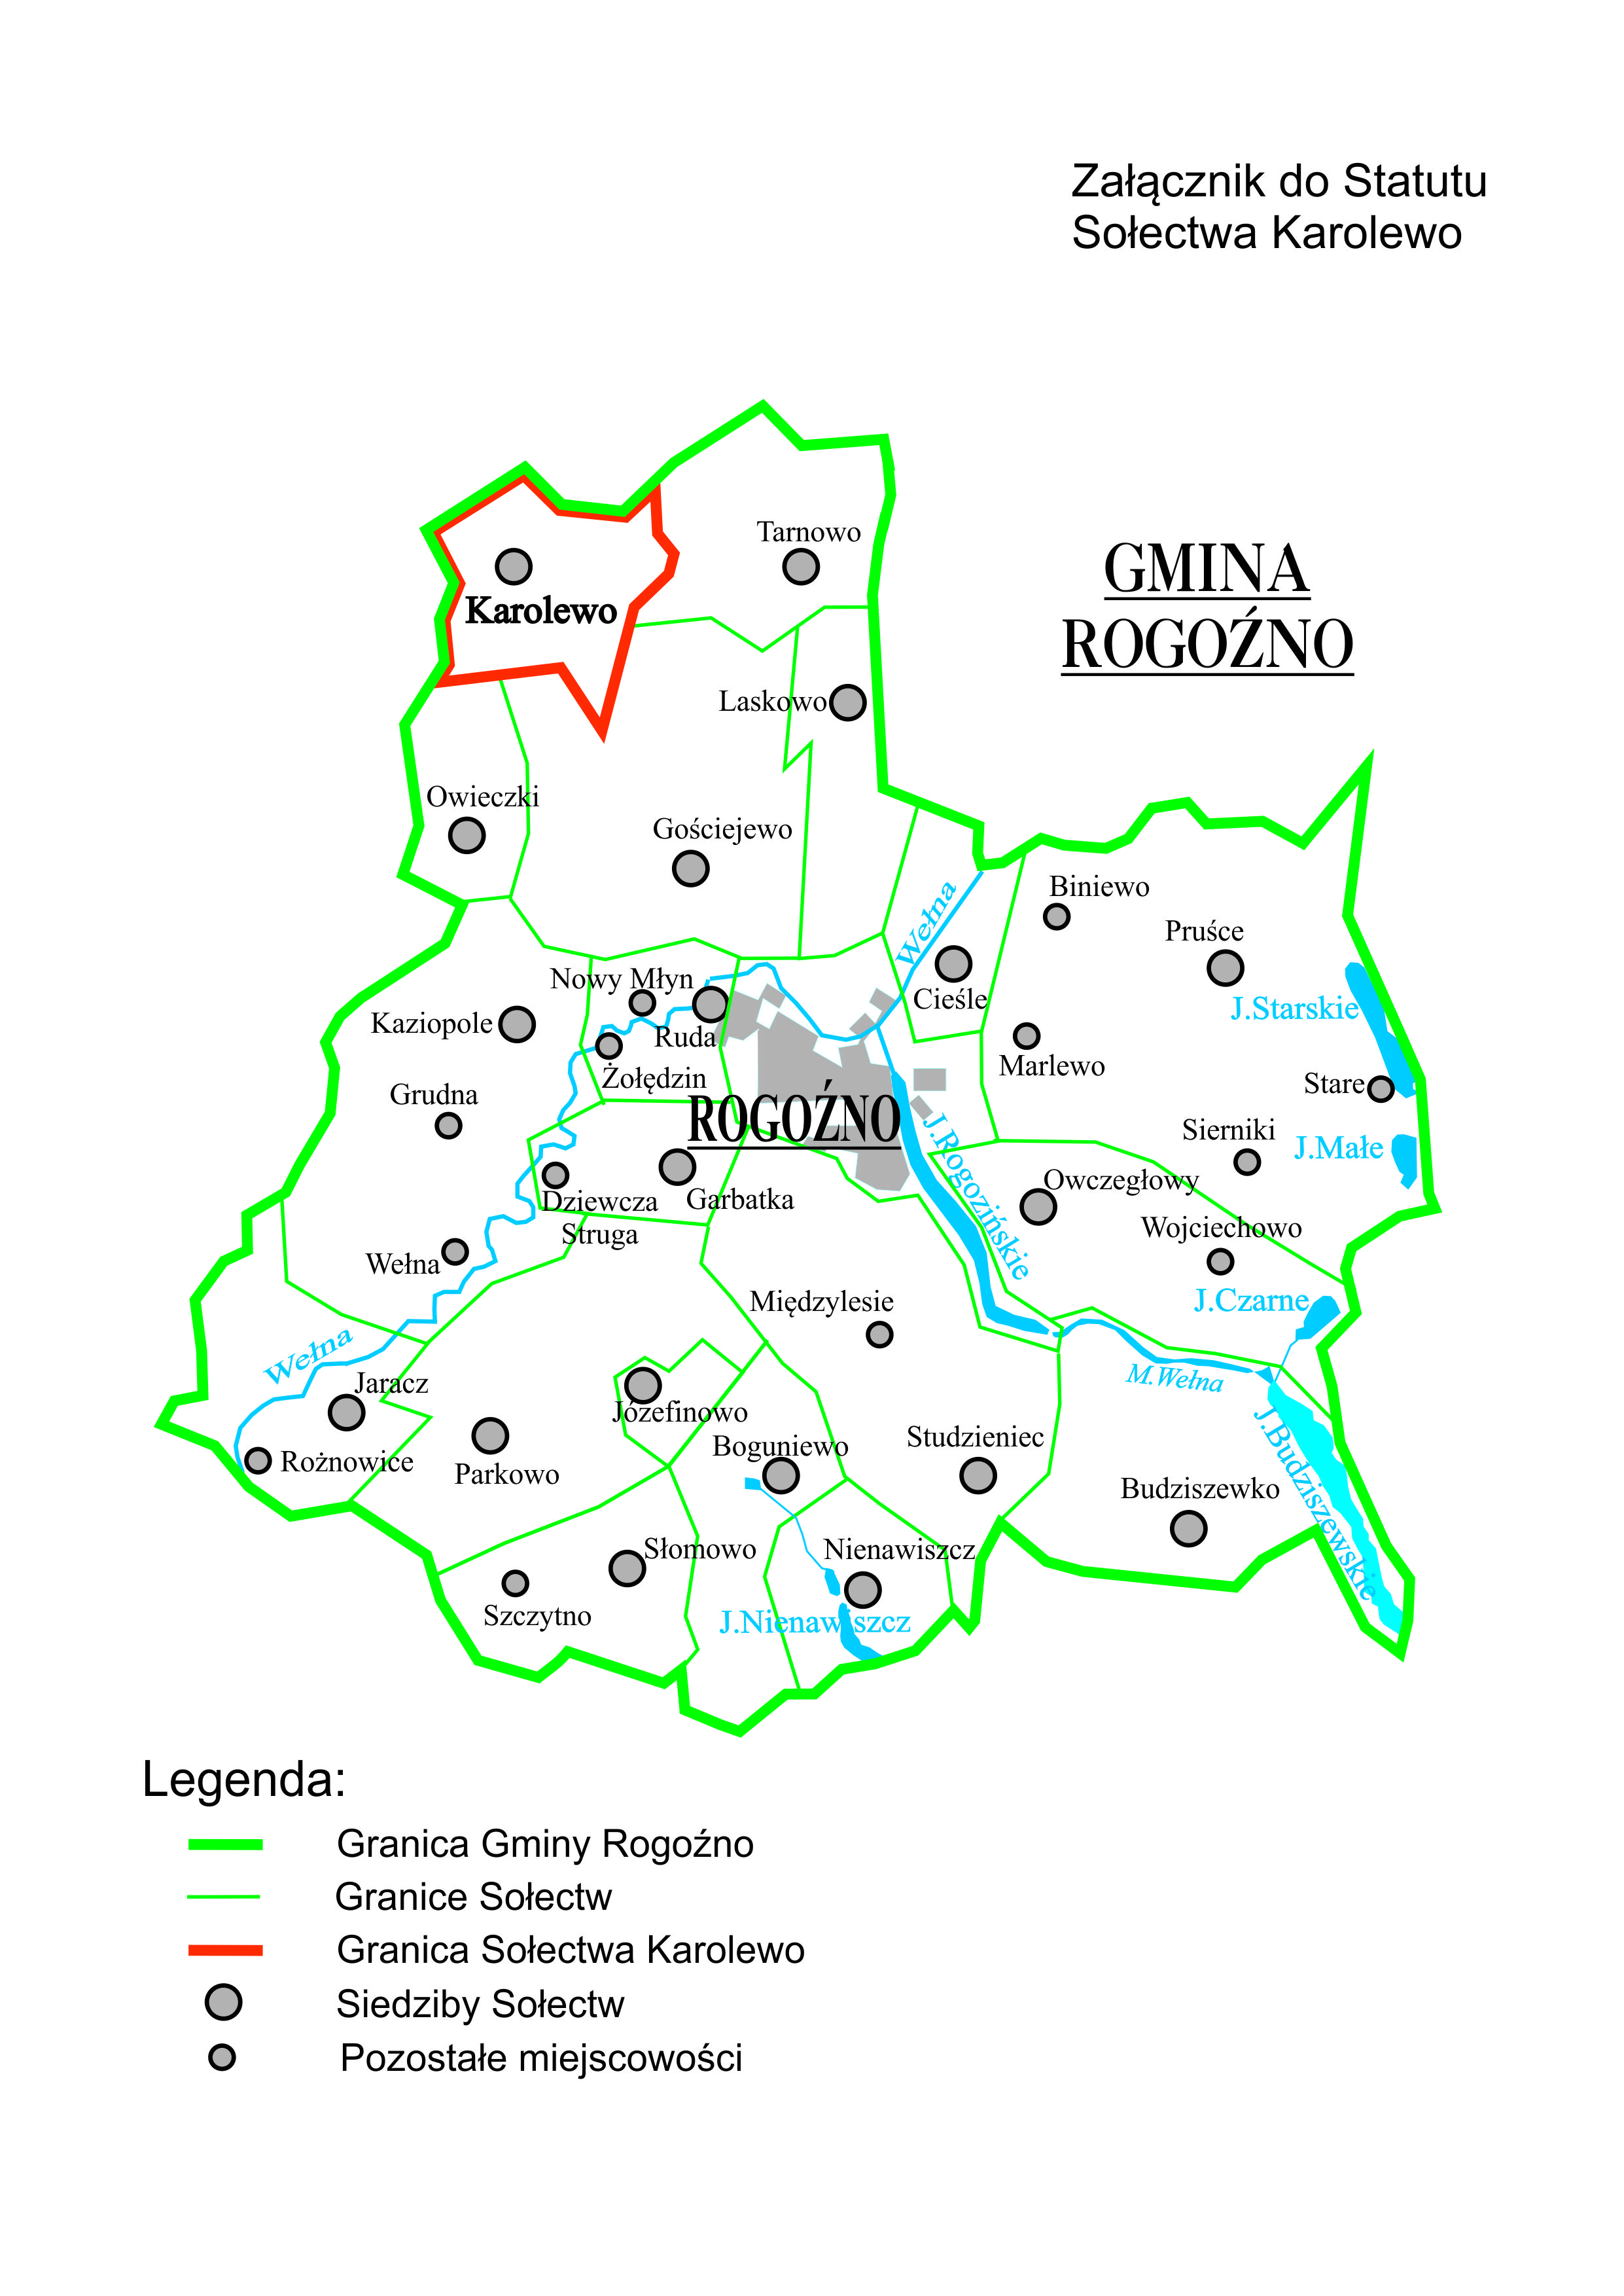 Załącznik do Statutu
Sołectwa Karolewo
GMINA
ROGOŹNO
Tarnowo
Karolewo
Laskowo
Owieczki
Gościejewo
Wełna
Biniewo
Pruśce
Nowy Młyn
Cieśle
J.Starskie
Kaziopole
Ruda
Marlewo
Żołędzin
Stare
Grudna
ROGOŹNO
Sierniki
J.Małe
J.Rogozińskie
Owczegłowy
Dziewcza
Struga
Garbatka
Wojciechowo
Wełna
J.Czarne
Międzylesie
Wełna
M.Wełna
Jaracz
Józefinowo
J.Budziszewskie
Boguniewo
Studzieniec
Rożnowice
Parkowo
Budziszewko
Słomowo
Nienawiszcz
Szczytno
J.Nienawiszcz
Legenda:
Granica Gminy Rogoźno
Granice Sołectw
Granica Sołectwa Karolewo
Siedziby Sołectw
Pozostałe miejscowości